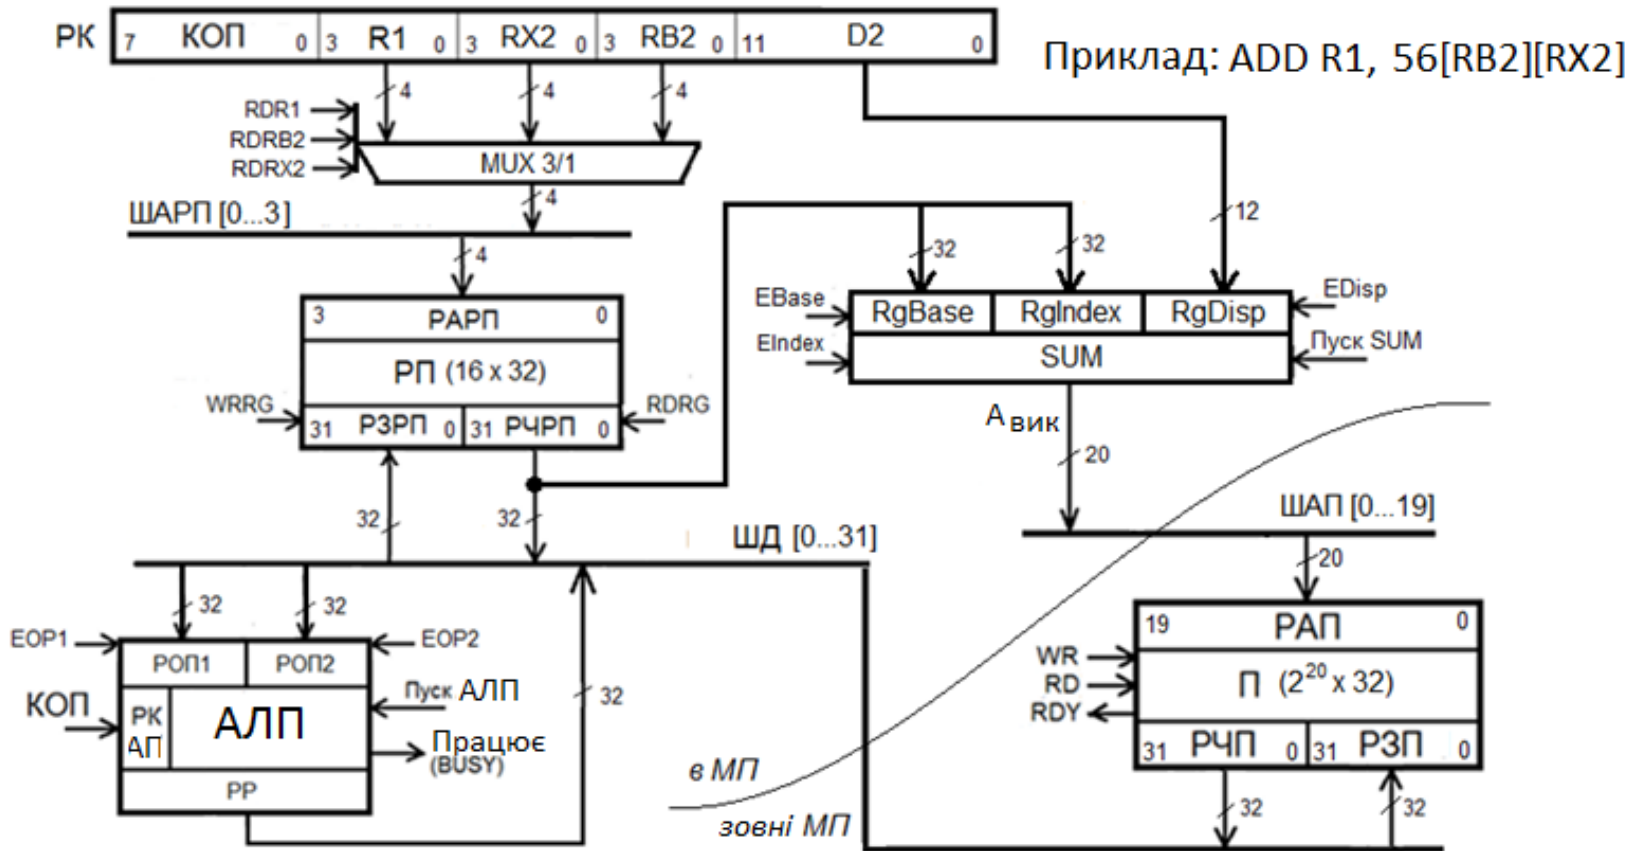 РК 7 КОП 0 3 R1 0 3 RX2 0 3 RB2 0 11 D2 0
Приклад: ADD R1, 56[RB2][RX2]
4 4 4
RDR1
RDRB2
RDRX2
MUX 3/1
4
ШАРП [0...3]
4
12
32 32
3 РАРП 0
РП (16 x 32)
WRRG
RDRG
31 РЗРП 0 31 РЧРП 0
EBase
EIndex
RgBase RgIndex RgDisp
SUM
EDisp
Пуск SUM
А вик
20
32 32
ШД [0...31]
ШАП [0...19]
20
32 32
EOP1
EOP2
РОП1 РОП2
КОП
РК АП
АЛП
Пуск АЛП
Працює
(BUSY)
РР
32
в МП
зовні МП
19 РАП 0
WR
RD
RDY
П (2²⁰ x 32)
31 РЧП 0 31 РЗП 0
32 32